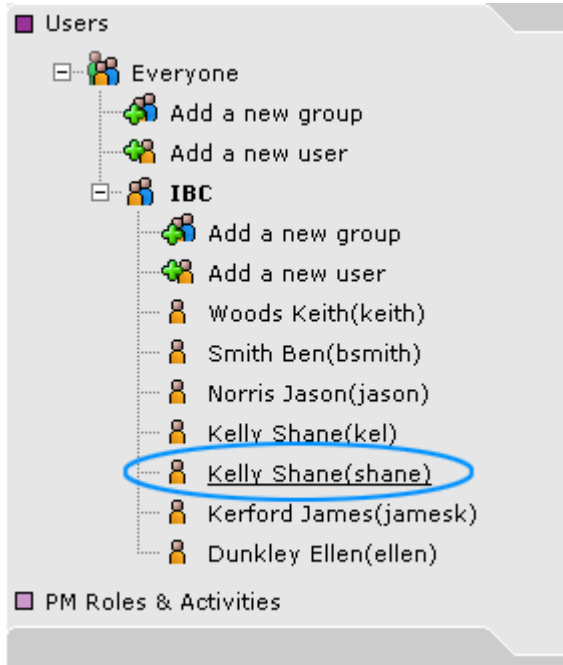 Users
Everyone
Add a new group
Add a new user
IBC
Add a new group
Add a new user
Woods Keith(keith)
Smith Ben(bsmith)
Norris Jason(jason)
Kelly Shane(kel)
Kelly Shane(shane)
Kerford James(jamesk)
Dunkley Ellen(ellen)
PM Roles & Activities